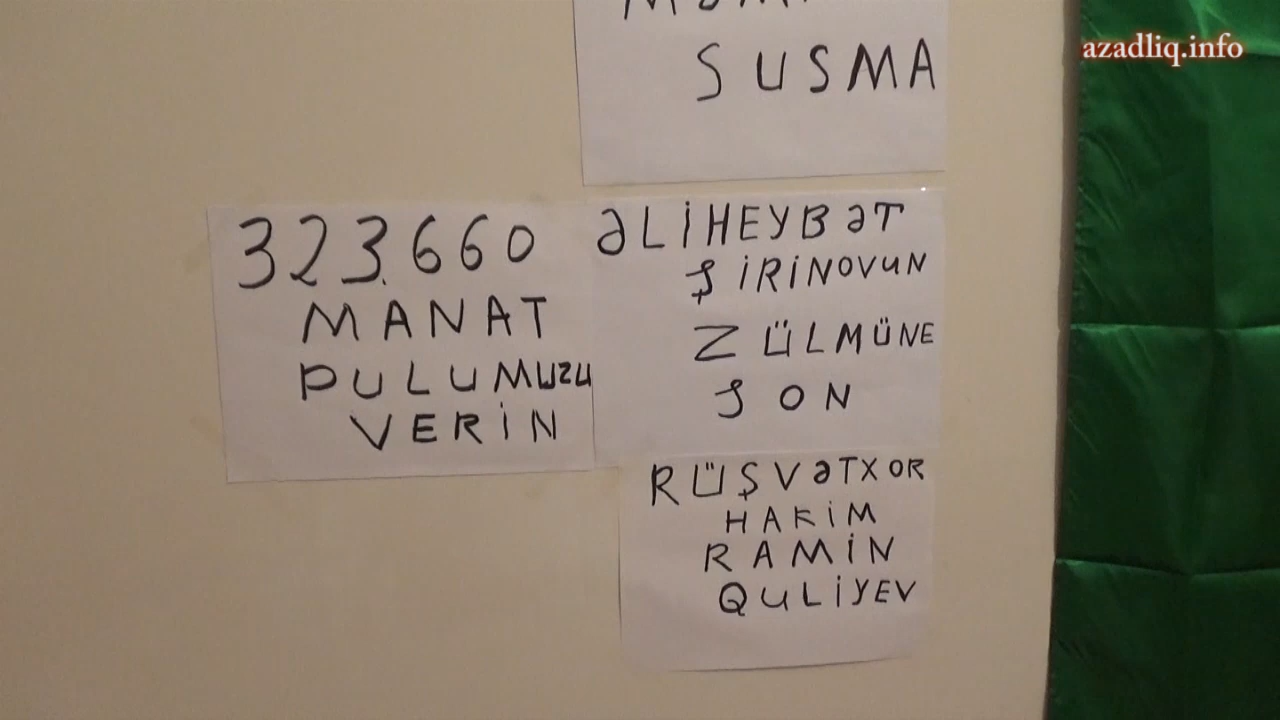 SUSMA
azadliq.info
323.660
MANAT
PULUMUZU
VERİN
ƏLİHEYBƏT
ŞİRİNOVUN
ZÜLMÜNE
SON
RÜŞVƏTXOR
HAKİM
RAMİN
QULİYEV